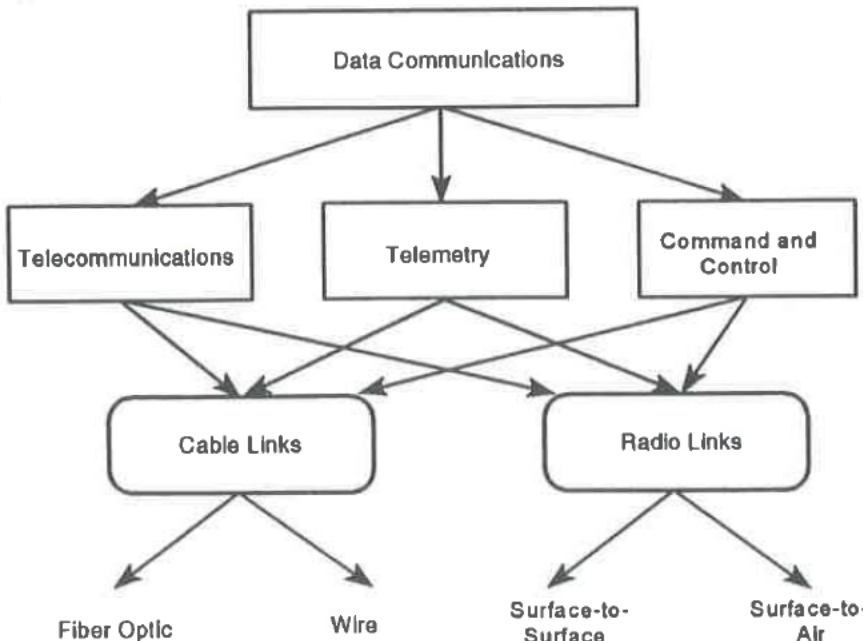 Data Communications
Telecommunications
Telemetry
Command and
Control
Cable Links
Radio Links
Fiber Optic
Wire
Surface-to-
Surface
Surface-to-
Air